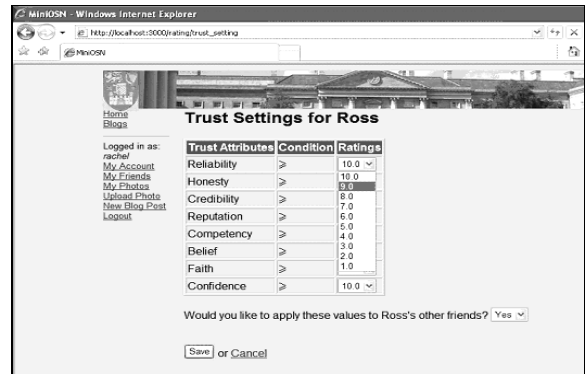 MiniOSN - Windows Internet Explorer
http://localhost:3000/rating/trust_setting
MiniOSN
Home
Blogs
Logged in as:
rachel
My Account
My Friends
My Photos
Upload Photo
New Blog Post
Logout
Trust Settings for Ross
Trust Attributes Condition Ratings
Reliability ⩾ 10.0
Honesty ⩾
Credibility ⩾
Reputation ⩾
Competency ⩾
Belief ⩾
Faith ⩾
Confidence ⩾ 10.0
10.0
9.0
8.0
7.0
6.0
5.0
4.0
3.0
2.0
1.0
Would you like to apply these values to Ross's other friends? Yes
Save or Cancel